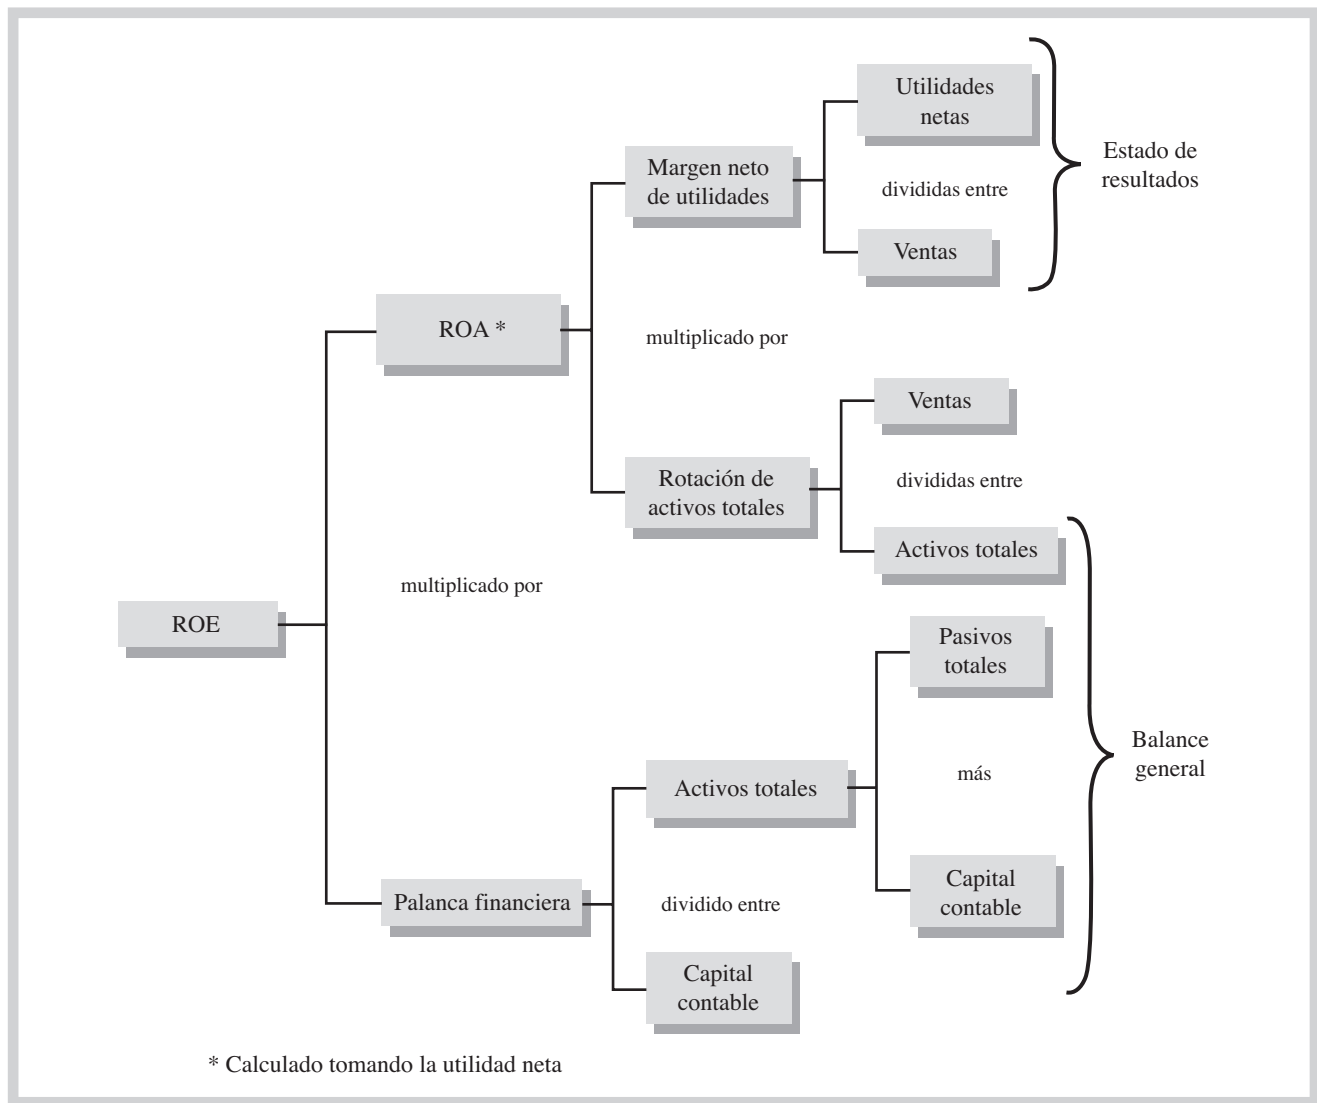 Utilidades
netas
Estado de
resultados
Margen neto
de utilidades
divididas entre
Ventas
ROA *
multiplicado por
Ventas
Rotación de
activos totales
divididas entre
Activos totales
multiplicado por
ROE
Pasivos
totales
Balance
general
Activos totales
más
Palanca financiera
dividido entre
Capital
contable
Capital
contable
* Calculado tomando la utilidad neta